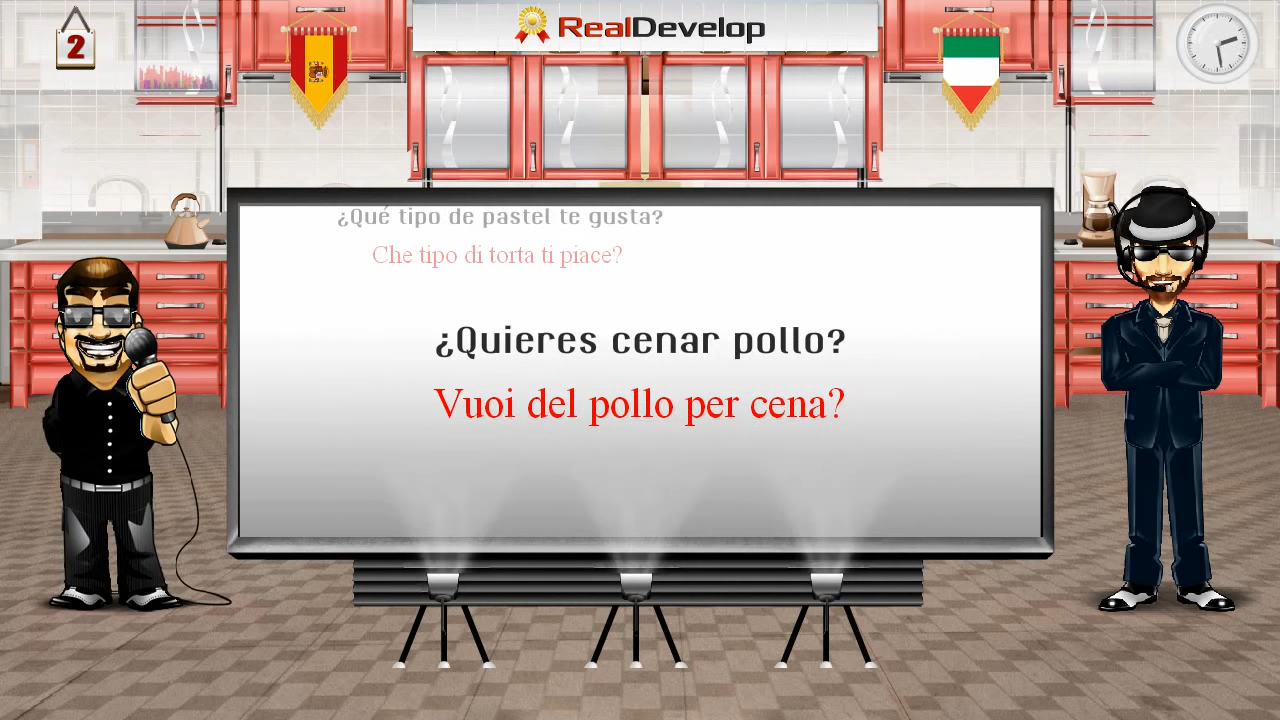 2
RealDevelop
¿Qué tipo de pastel te gusta?
Che tipo di torta ti piace?
¿Quieres cenar pollo?
Vuoi del pollo per cena?